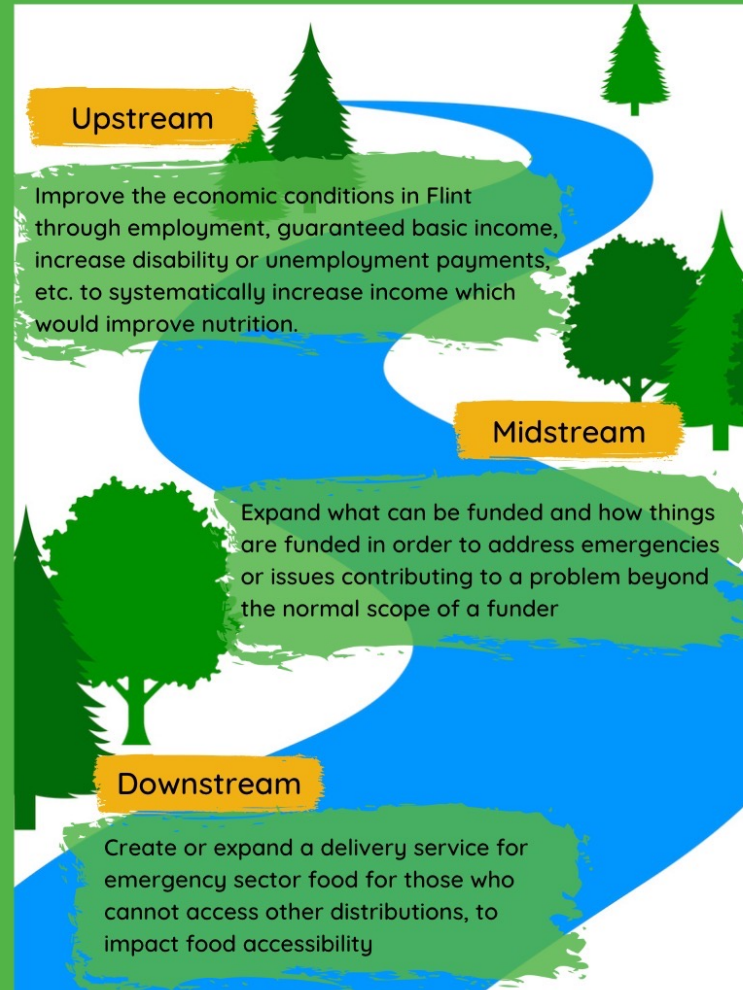 Upstream
Improve the economic conditions in Flint
through employment, guaranteed basic income,
increase disability or unemployment payments,
etc. to systematically increase income which
would improve nutrition.
Midstream
Expand what can be funded and how things
are funded in order to address emergencies
or issues contributing to a problem beyond
the normal scope of a funder
Downstream
Create or expand a delivery service for
emergency sector food for those who
cannot access other distributions, to
impact food accessibility